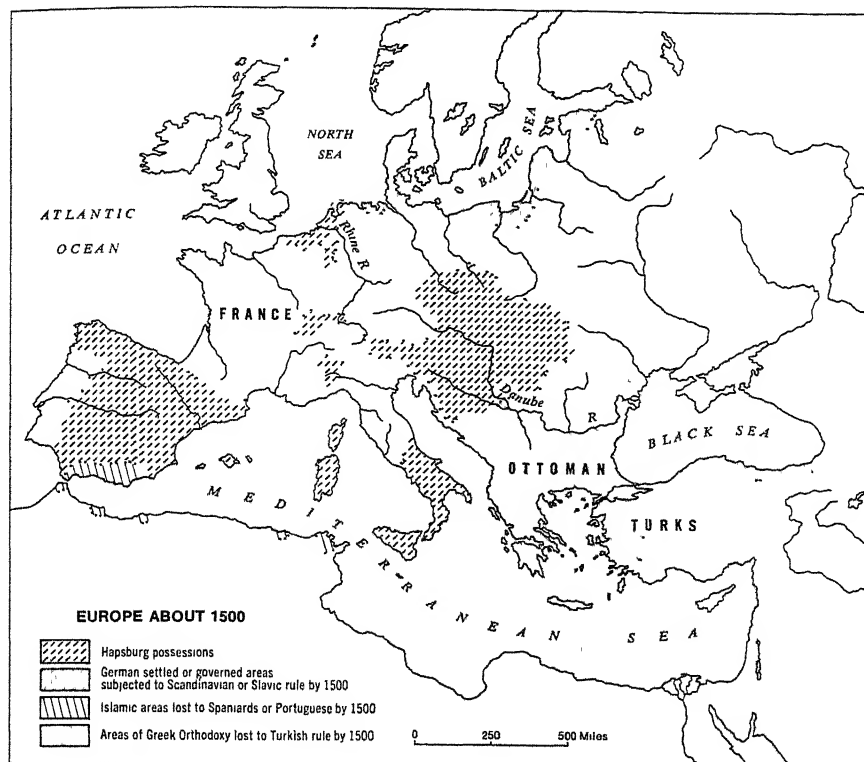 NORTH
SEA
BALTIC SEA
ATLANTIC
OCEAN
Rhine R
FRANCE
Danube
R
BLACK SEA
OTTOMAN
TURKS
MEDITERRANEAN SEA
EUROPE ABOUT 1500
Hapsburg possessions
German settled or governed areas
subjected to Scandinavian or Slavic rule by 1500
Islamic areas lost to Spaniards or Portuguese by 1500
Areas of Greek Orthodoxy lost to Turkish rule by 1500
0 250 500 Miles